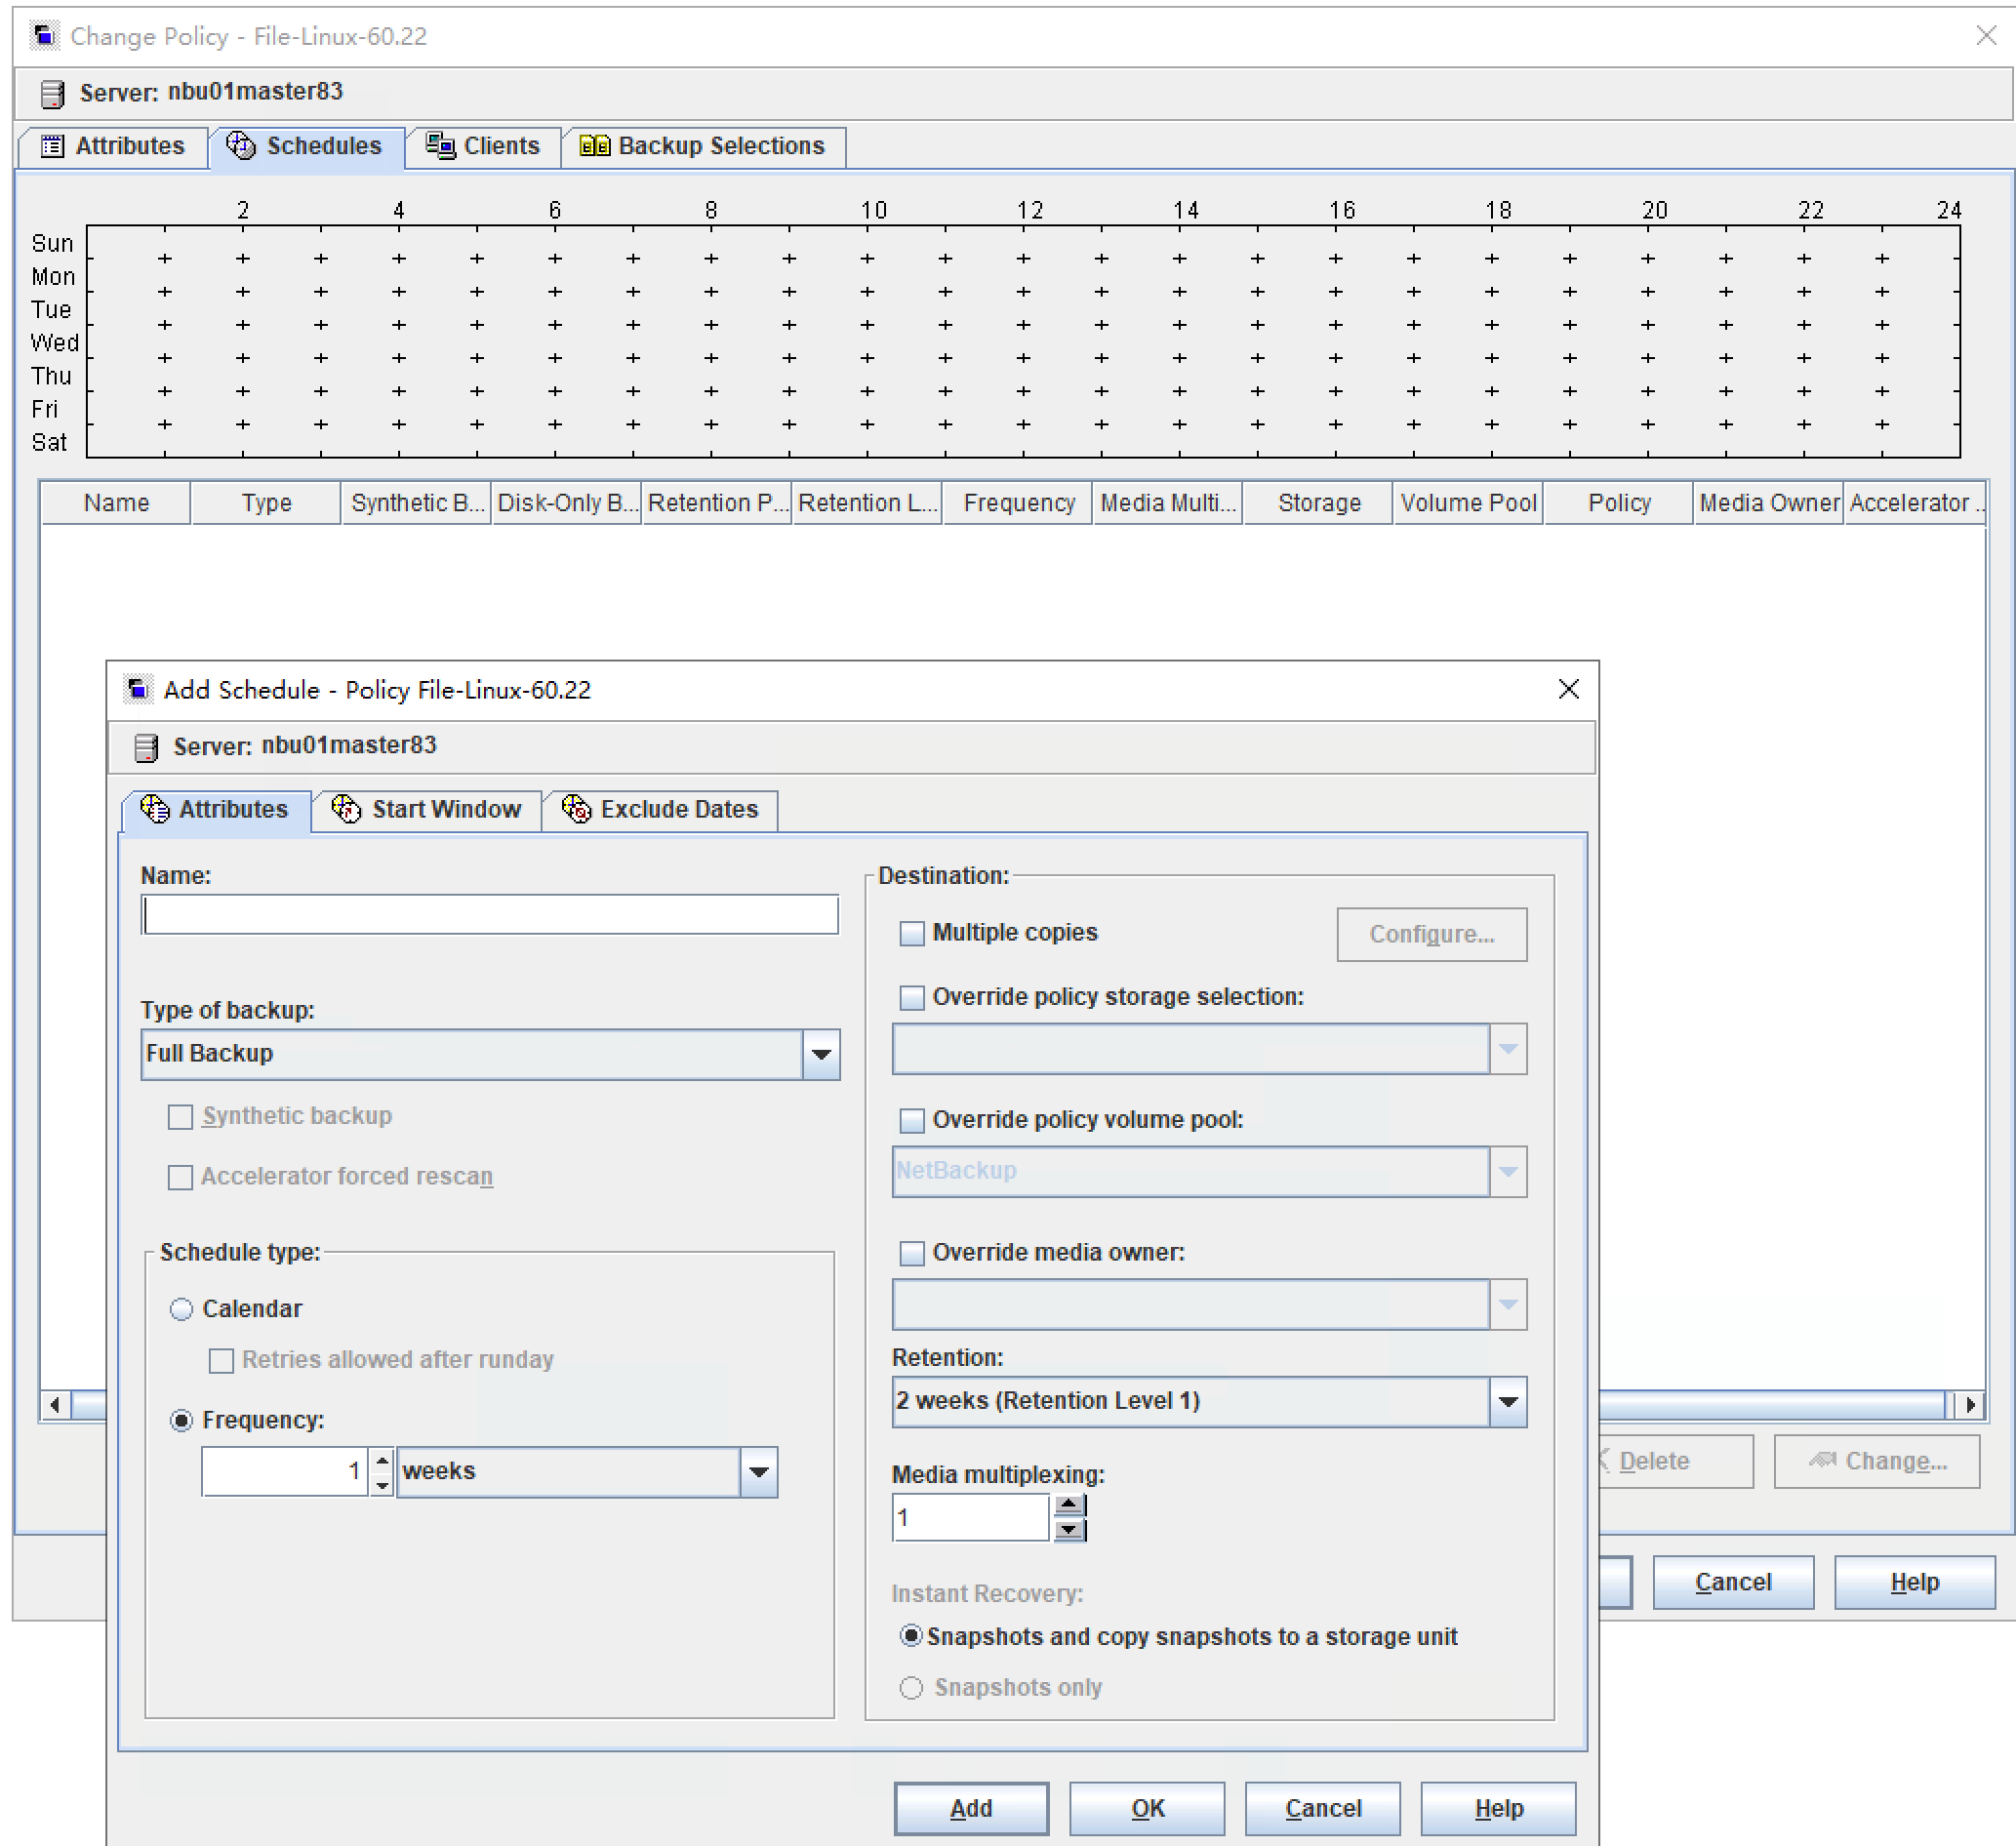 Change Policy - File-Linux-60.22
Server: nbu01master83
Attributes Schedules Clients Backup Selections
2 4 6 8 10 12 14 16 18 20 22 24
Sun
Mon
Tue
Wed
Thu
Fri
Sat
Name Type Synthetic B... Disk-Only B... Retention P... Retention L... Frequency Media Multi... Storage Volume Pool Policy Media Owner Accelerator ..
Add Schedule - Policy File-Linux-60.22
Server: nbu01master83
Attributes Start Window Exclude Dates
Name:
Type of backup:
Full Backup
Synthetic backup
Accelerator forced rescan
Schedule type:
Calendar
Retries allowed after runday
Frequency:
1 weeks
Destination:
Multiple copies Configure...
Override policy storage selection:
Override policy volume pool:
NetBackup
Override media owner:
Retention:
2 weeks (Retention Level 1)
Media multiplexing:
1
Instant Recovery:
Snapshots and copy snapshots to a storage unit
Snapshots only
Add OK Cancel Help
Delete Change...
Cancel Help